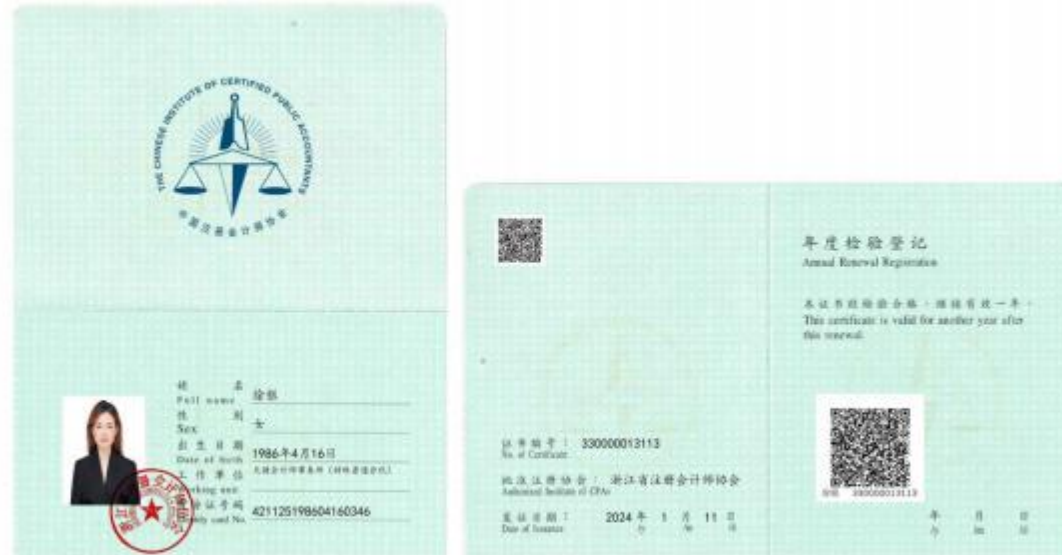 THE CHINESE INSTITUTE OF CERTIFIED PUBLIC ACCOUNTANTS
中国注册会计师协会
姓 名
Full name
性 别
Sex 女
出生日期
Date of birth 1986年4月16日
工作单位
Working unit
身份证号码
Identity card No. 421125198604160346
证书编号： 330000013113
No. of Certificate
批准注册协会： 浙江省注册会计师协会
Authorized Institute of CPAs
发证日期： 2024 年 1 月 11 日
Date of Issuance
年度检验登记
Annual Renewal Registration
本证书经检验合格，继续有效一年。
This certificate is valid for another year after
this renewal.
330000013113
年 月 日